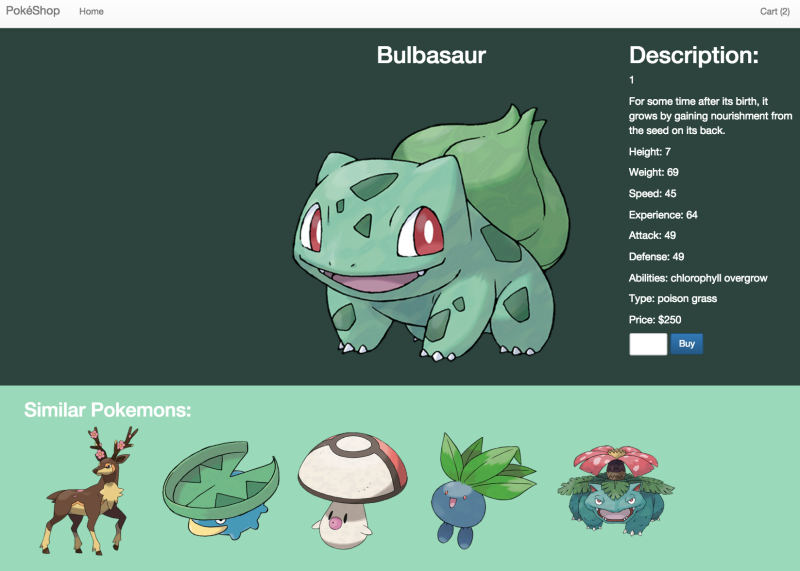 PokéShop Home Cart (2)
Bulbasaur
Description:
1
For some time after its birth, it
grows by gaining nourishment from
the seed on its back.
Height: 7
Weight: 69
Speed: 45
Experience: 64
Attack: 49
Defense: 49
Abilities: chlorophyll overgrow
Type: poison grass
Price: $250
Buy
Similar Pokemons: